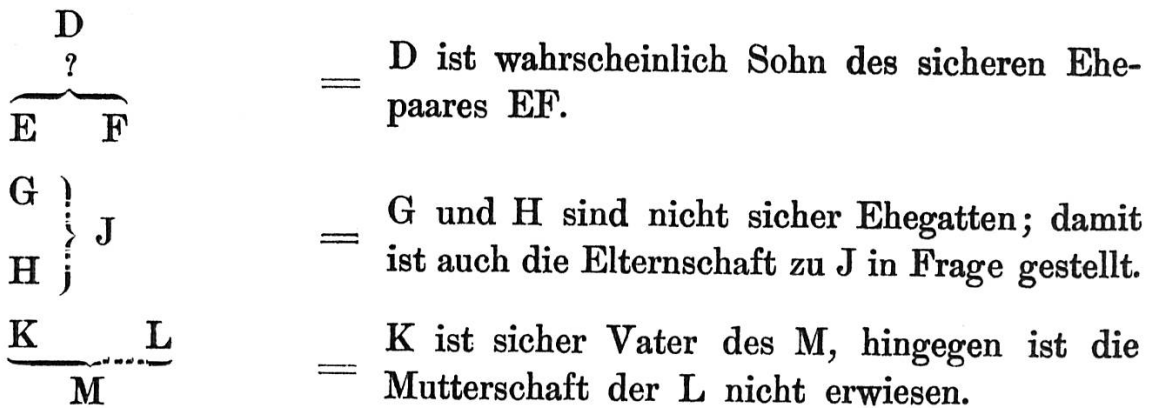 D
?
E F
= D ist wahrscheinlich Sohn des sicheren Ehe-
paares EF.
G
J
H
= G und H sind nicht sicher Ehegatten; damit
ist auch die Elternschaft zu J in Frage gestellt.
K L
M
= K ist sicher Vater des M, hingegen ist die
Mutterschaft der L nicht erwiesen.